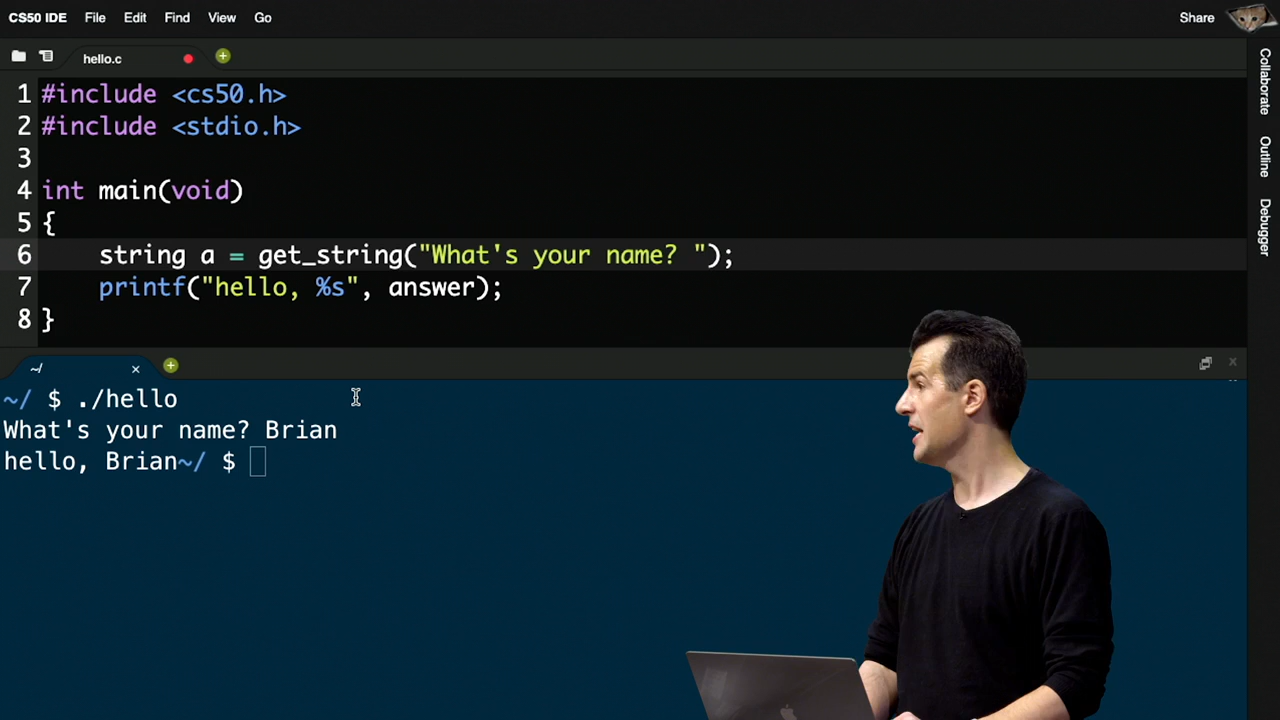 CS50 IDE File Edit Find View Go Share
hello.c
1 #include <cs50.h>
2 #include <stdio.h>
3
4 int main(void)
5 {
6     string a = get_string("What's your name? ");
7     printf("hello, %s", answer);
8 }
~/
~/ $ ./hello
What's your name? Brian
hello, Brian~/ $
Collaborate
Outline
Debugger